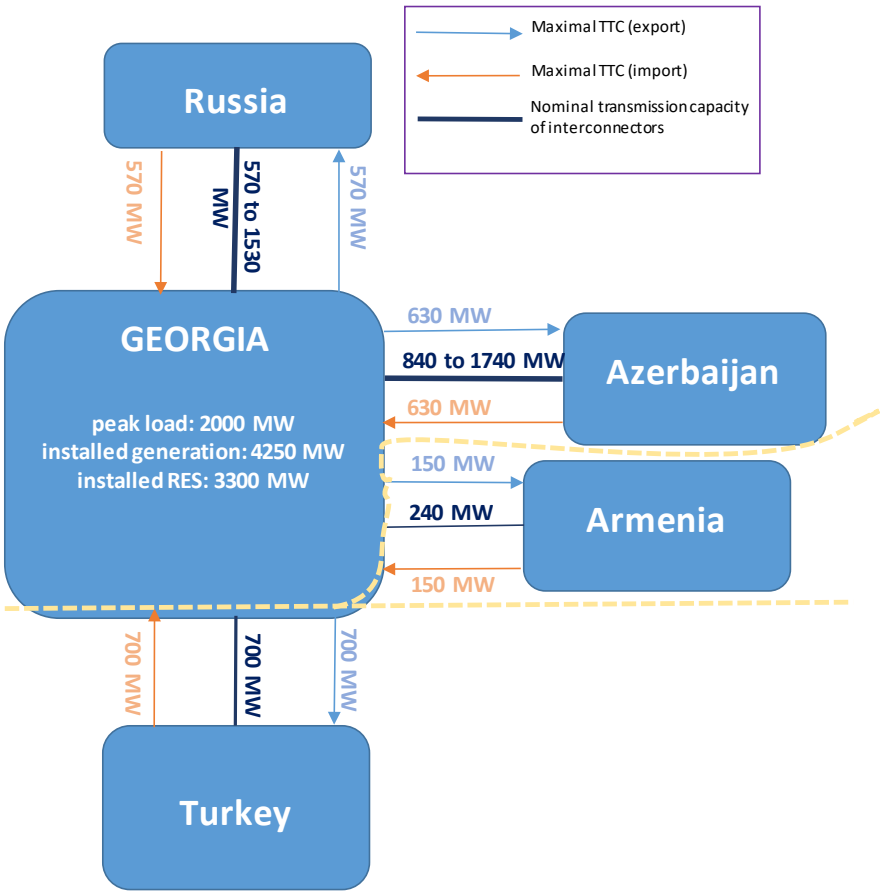 Maximal TTC (export)
Maximal TTC (import)
Nominal transmission capacity
of interconnectors
Russia
570 MW
570 to 1530
MW
570 MW
GEORGIA
peak load: 2000 MW
installed generation: 4250 MW
installed RES: 3300 MW
630 MW
840 to 1740 MW
630 MW
Azerbaijan
150 MW
240 MW
150 MW
Armenia
700 MW
700 MW
700 MW
Turkey